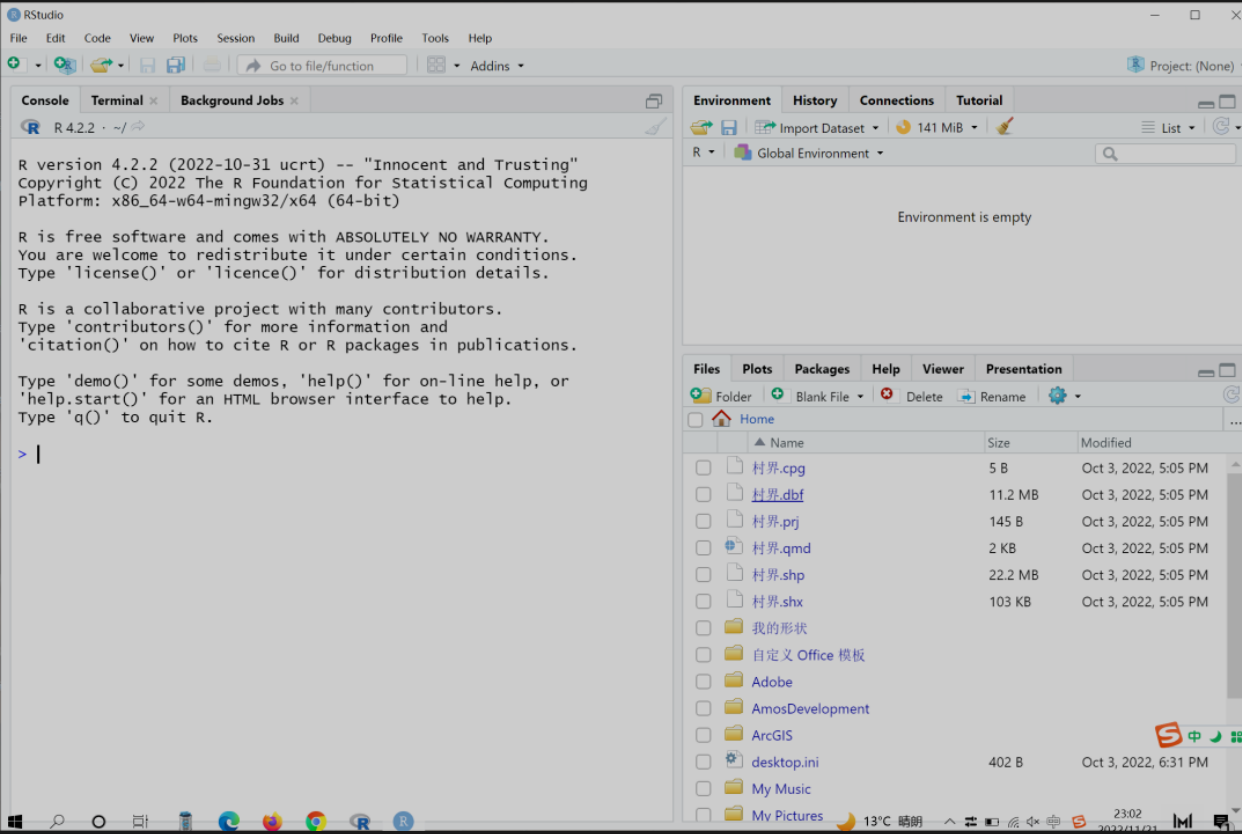 RStudio
File Edit Code View Plots Session Build Debug Profile Tools Help
Go to file/function Addins Project: (None)
Console Terminal Background Jobs
R 4.2.2 · ~/
R version 4.2.2 (2022-10-31 ucrt) -- "Innocent and Trusting"
Copyright (C) 2022 The R Foundation for Statistical Computing
Platform: x86_64-w64-mingw32/x64 (64-bit)
R is free software and comes with ABSOLUTELY NO WARRANTY.
You are welcome to redistribute it under certain conditions.
Type 'license()' or 'licence()' for distribution details.
R is a collaborative project with many contributors.
Type 'contributors()' for more information and
'citation()' on how to cite R or R packages in publications.
Type 'demo()' for some demos, 'help()' for on-line help, or
'help.start()' for an HTML browser interface to help.
Type 'q()' to quit R.
>
Environment History Connections Tutorial
Import Dataset 141 MiB List
R Global Environment
Environment is empty
Files Plots Packages Help Viewer Presentation
Folder Blank File Delete Rename
Home ...
Name Size Modified
村界.cpg 5 B Oct 3, 2022, 5:05 PM
村界.dbf 11.2 MB Oct 3, 2022, 5:05 PM
村界.prj 145 B Oct 3, 2022, 5:05 PM
村界.qmd 2 KB Oct 3, 2022, 5:05 PM
村界.shp 22.2 MB Oct 3, 2022, 5:05 PM
村界.shx 103 KB Oct 3, 2022, 5:05 PM
我的形状
自定义 Office 模板
Adobe
AmosDevelopment
ArcGIS
中
desktop.ini 402 B Oct 3, 2022, 6:31 PM
My Music
My Pictures
13°C 晴朗 中 23:02
2022/11/21